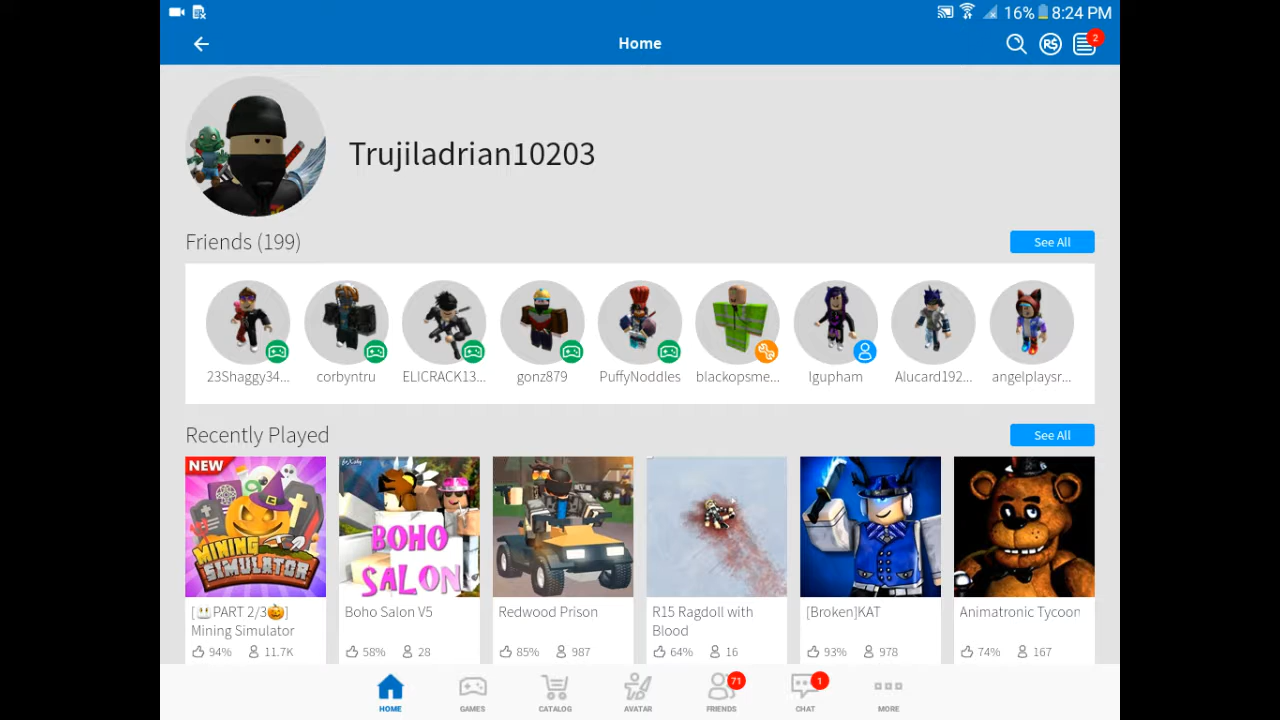 16% 8:24 PM
Home
R$
2
Trujiladrian10203
Friends (199)
See All
23Shaggy34...
corbyntru
ELICRACK13...
gonz879
PuffyNoddles
blackopsme...
Igupham
Alucard192...
angelplaysr...
Recently Played
See All
NEW
MINING
SIMULATOR
BOHO
SALON
[😃PART 2/3🎃]
Mining Simulator
94% 11.7K
Boho Salon V5
58% 28
Redwood Prison
85% 987
R15 Ragdoll with
Blood
64% 16
[Broken]KAT
93% 978
Animatronic Tycoon
74% 167
HOME
GAMES
CATALOG
AVATAR
71
FRIENDS
1
CHAT
MORE